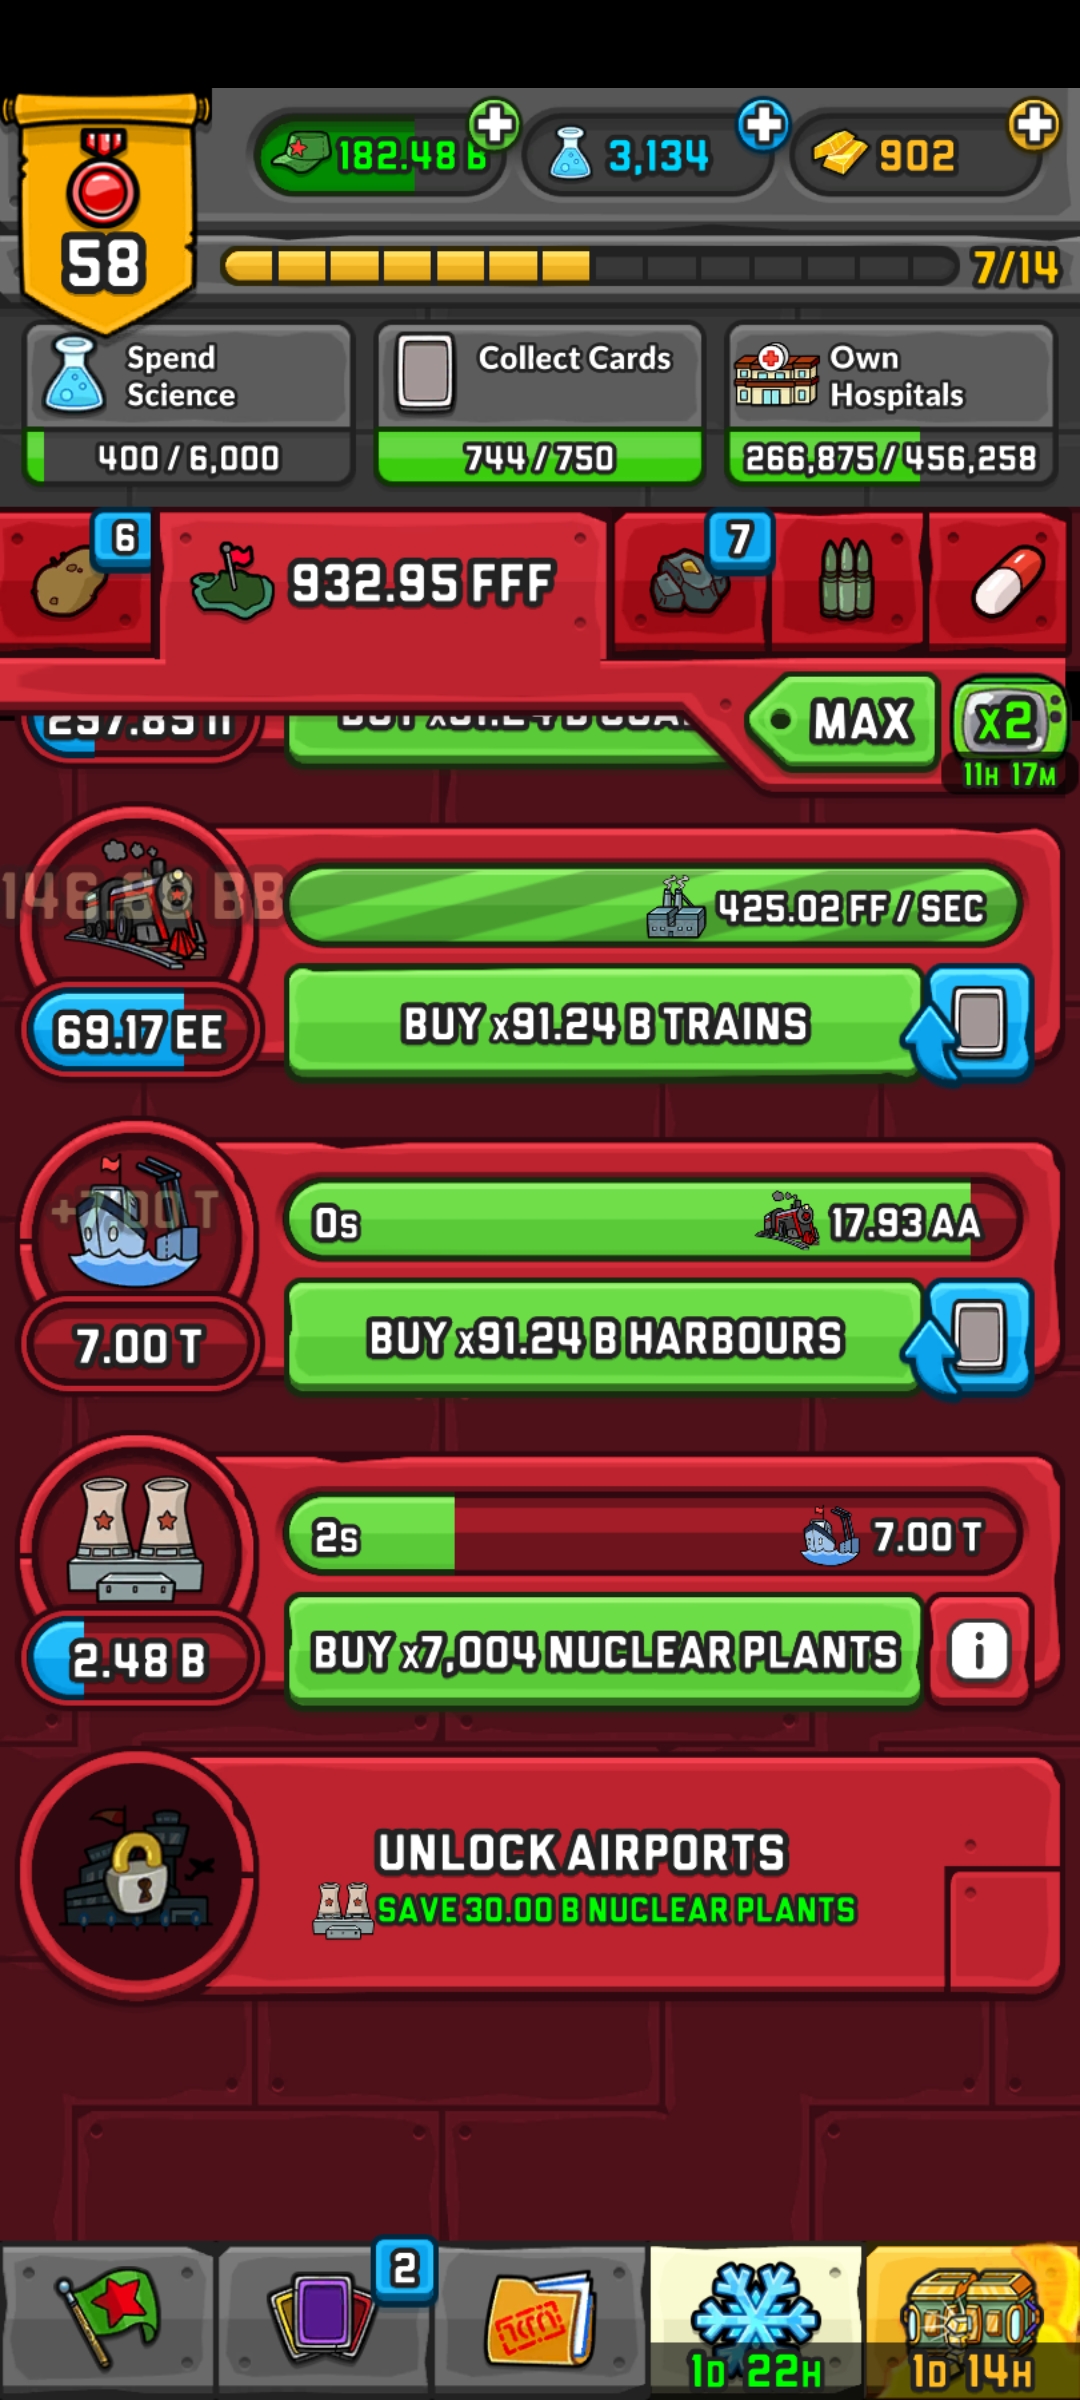 182.48 B
3,134
902
58
7/14
Spend
Science
400/6,000
Collect Cards
744/750
Own
Hospitals
266,875/456,258
6
932.95 FFF
7
MAX
x2
11H 17M
146.68 BB
425.02 FF/SEC
69.17 EE
BUY x91.24 B TRAINS
+7.00 T
0s
17.93 AA
7.00 T
BUY x91.24 B HARBOURS
2s
7.00 T
2.48 B
BUY x7,004 NUCLEAR PLANTS
i
UNLOCK AIRPORTS
SAVE 30.00 B NUCLEAR PLANTS
2
1D 22H
1D 14H